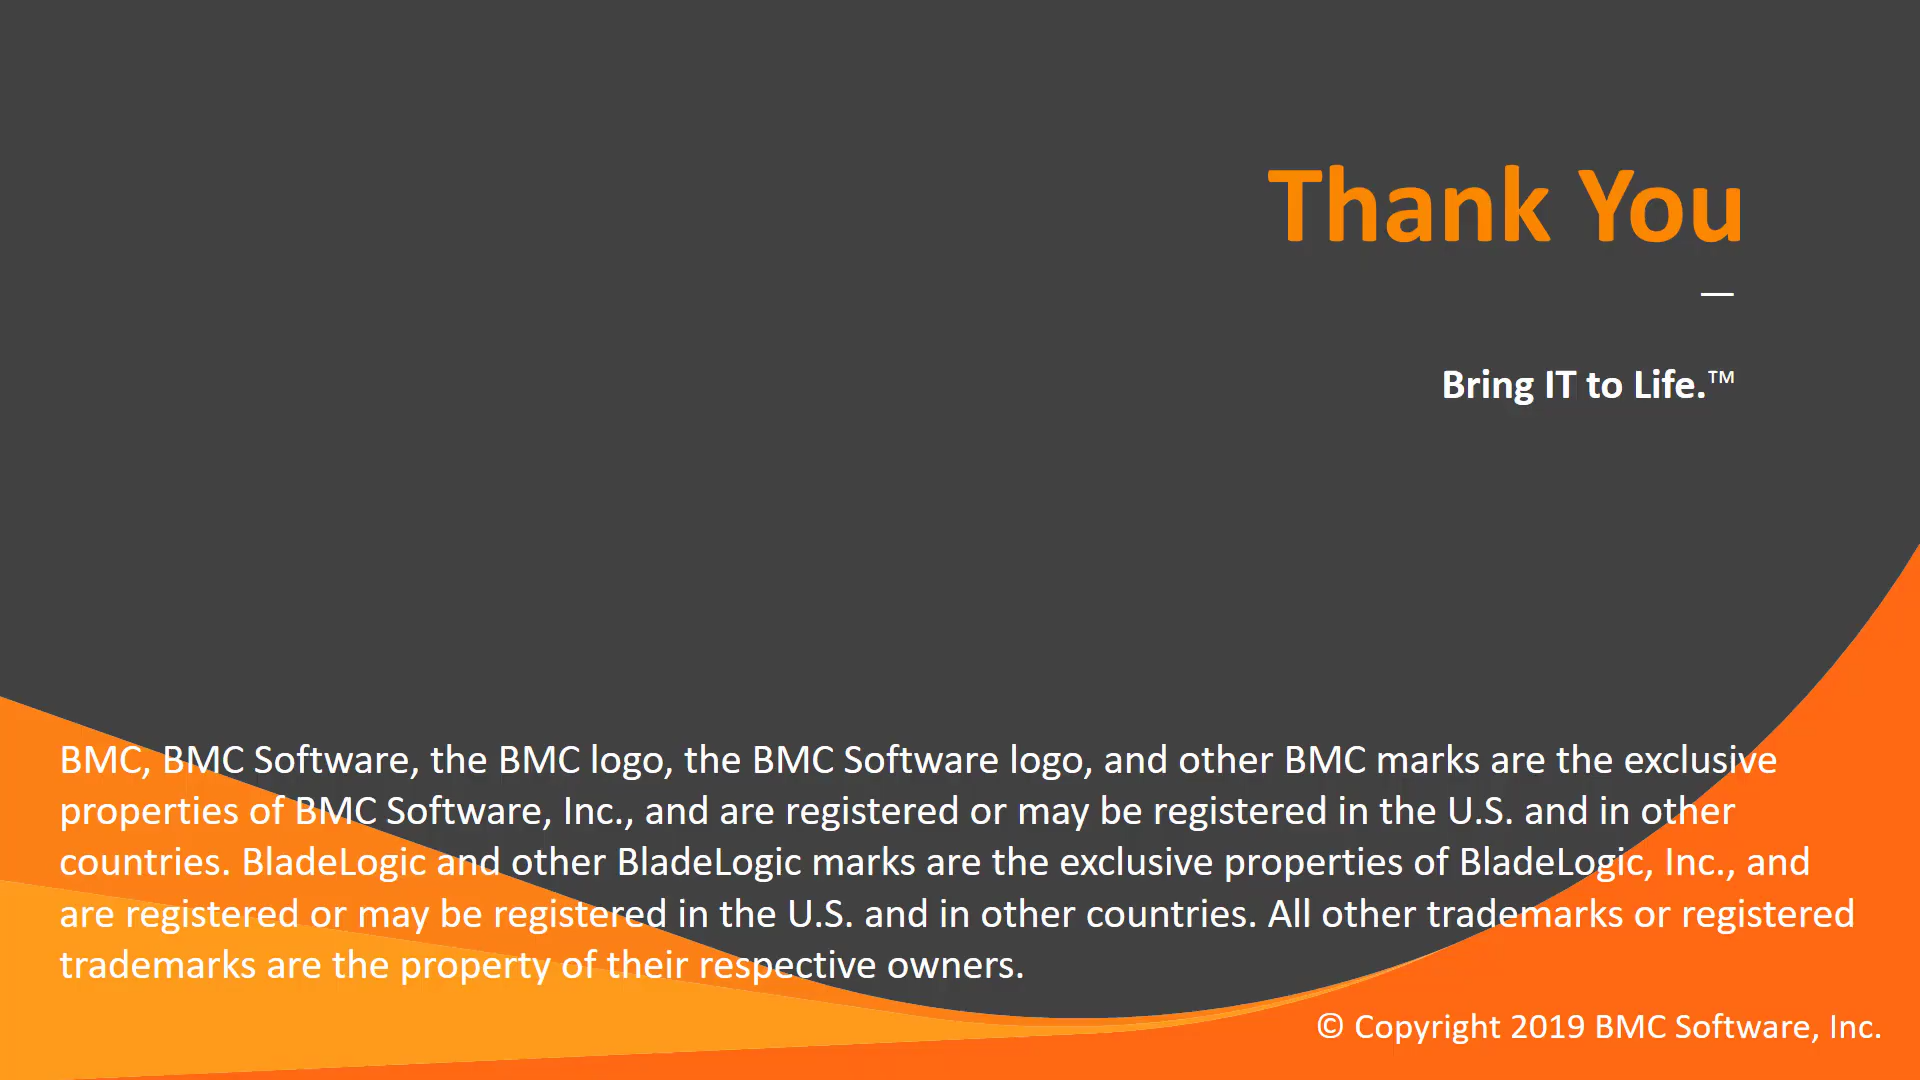 Thank You
—
Bring IT to Life.™
BMC, BMC Software, the BMC logo, the BMC Software logo, and other BMC marks are the exclusive
properties of BMC Software, Inc., and are registered or may be registered in the U.S. and in other
countries. BladeLogic and other BladeLogic marks are the exclusive properties of BladeLogic, Inc., and
are registered or may be registered in the U.S. and in other countries. All other trademarks or registered
trademarks are the property of their respective owners.
© Copyright 2019 BMC Software, Inc.